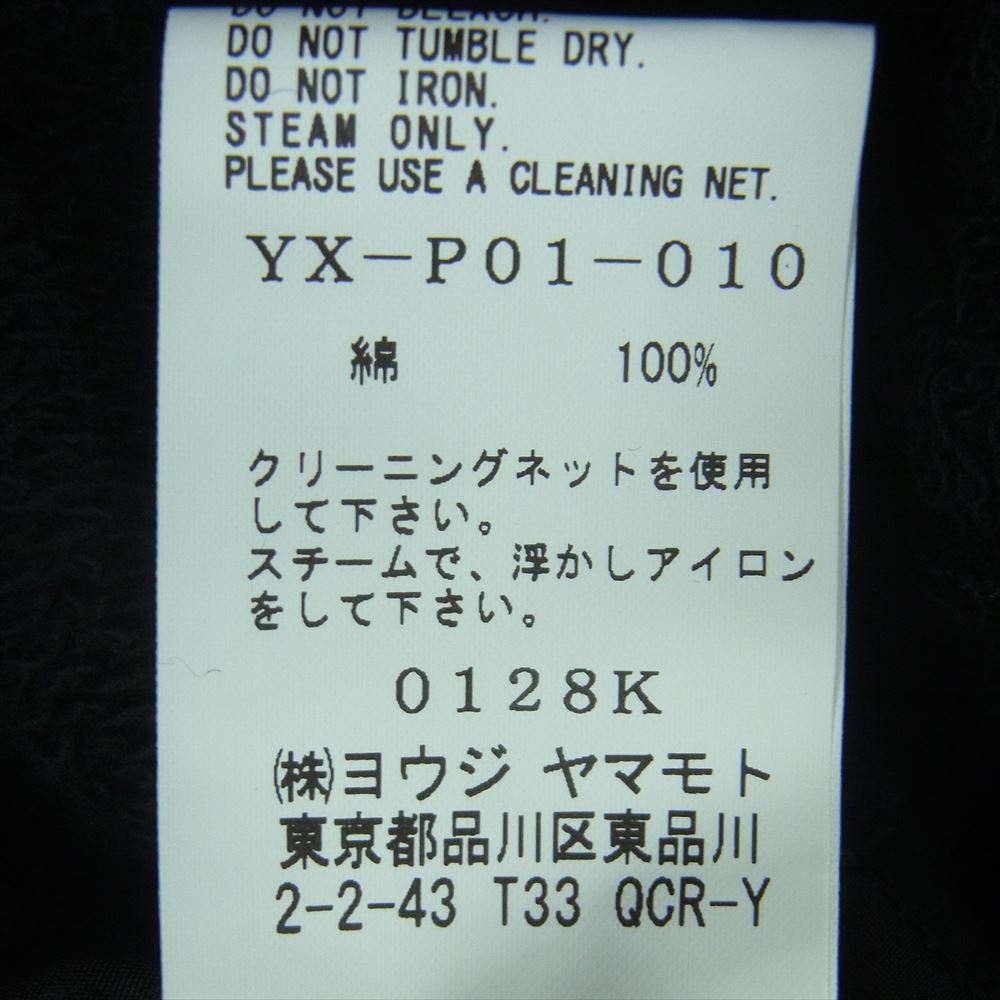 DO NOT BLEACH.
DO NOT TUMBLE DRY.
DO NOT IRON.
STEAM ONLY.
PLEASE USE A CLEANING NET.
YX-P01-010
綿 100%
クリーニングネットを使用
して下さい。
スチームで、浮かしアイロン
をして下さい。
0128K
㈱ヨウジ ヤマモト
東京都品川区東品川
2-2-43 T33 QCR-Y